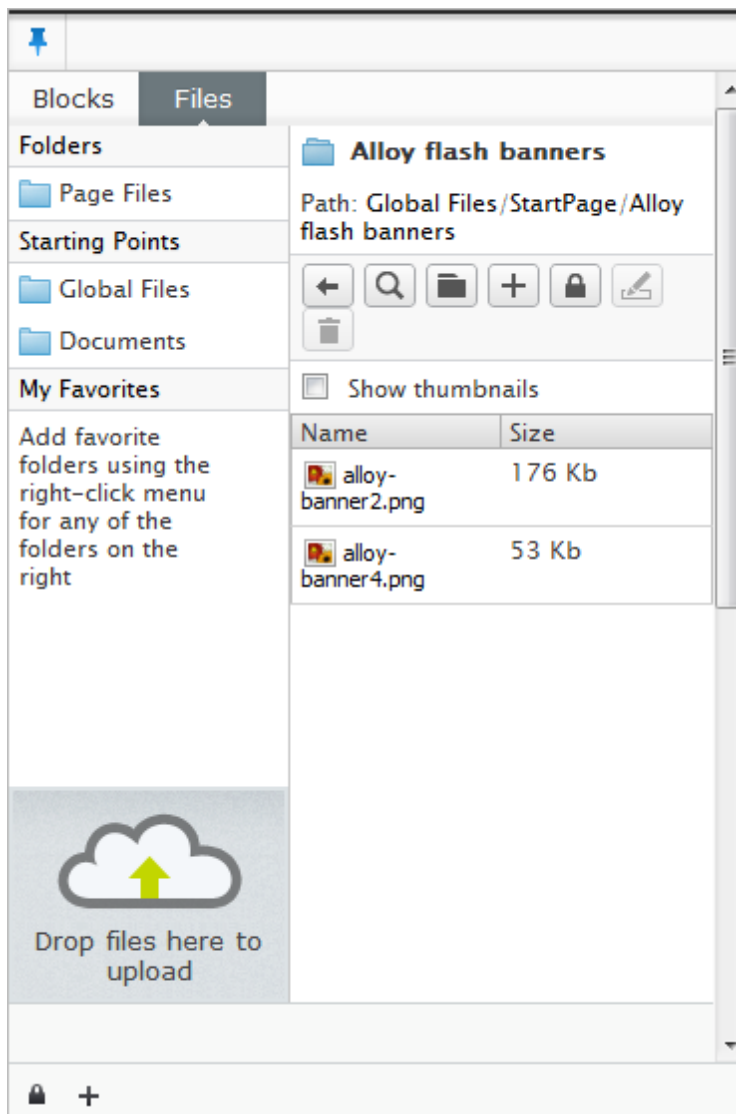 Blocks
Files
Folders
Page Files
Starting Points
Global Files
Documents
My Favorites
Add favorite
folders using the
right-click menu
for any of the
folders on the
right
Drop files here to
upload
Alloy flash banners
Path: Global Files/StartPage/Alloy
flash banners
Show thumbnails
Name Size
alloy- 176 Kb
banner2.png
alloy- 53 Kb
banner4.png